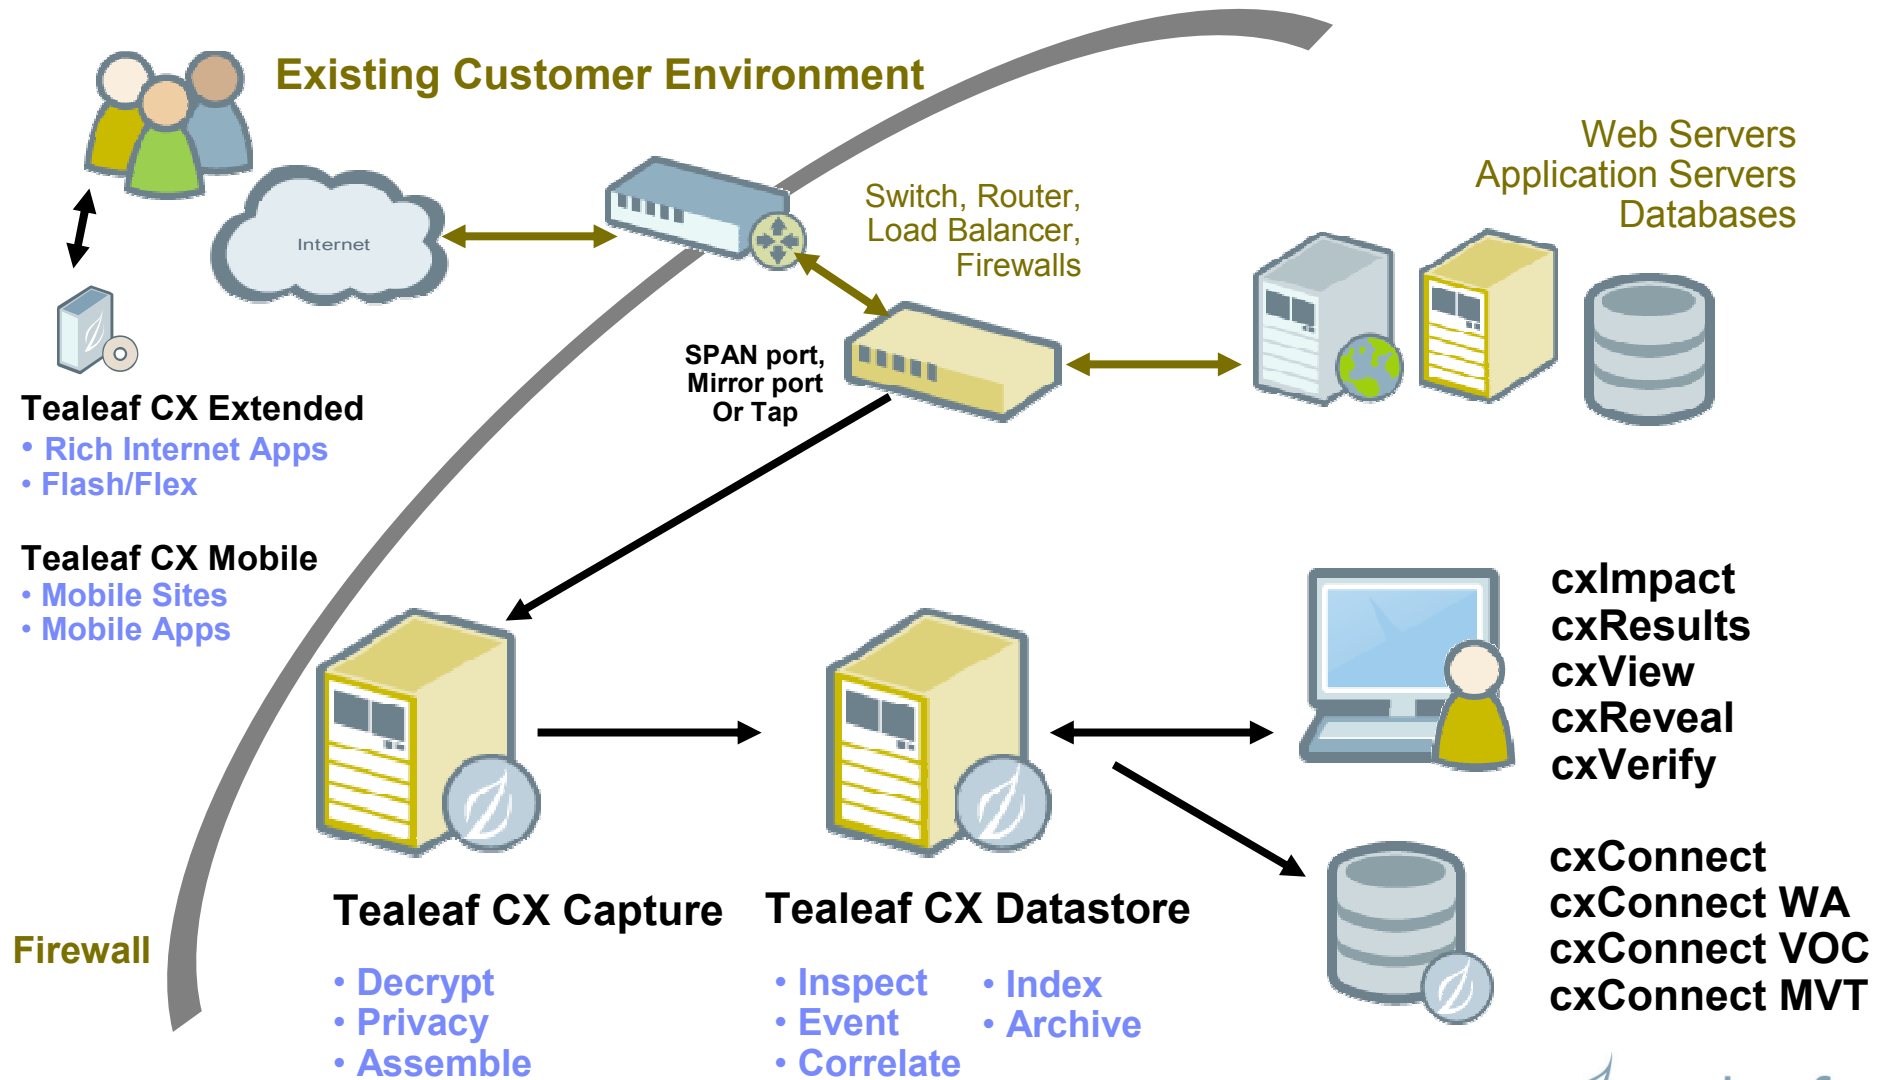 Existing Customer Environment
Web Servers
Application Servers
Databases
Switch, Router,
Load Balancer,
Firewalls
Internet
SPAN port,
Mirror port
Or Tap
Tealeaf CX Extended
• Rich Internet Apps
• Flash/Flex
Tealeaf CX Mobile
• Mobile Sites
• Mobile Apps
cxImpact
cxResults
cxView
cxReveal
cxVerify
cxConnect
cxConnect WA
cxConnect VOC
cxConnect MVT
Firewall
Tealeaf CX Capture
• Decrypt
• Privacy
• Assemble
Tealeaf CX Datastore
• Inspect
• Event
• Correlate
• Index
• Archive